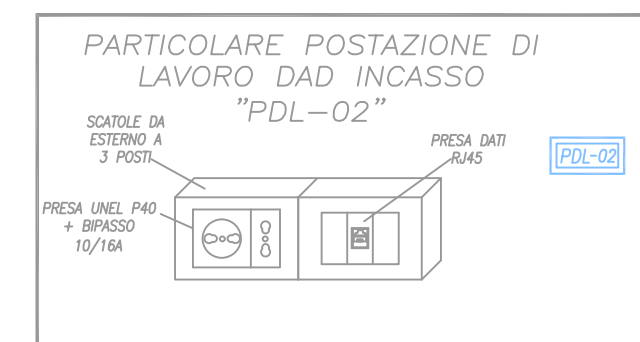 PARTICOLARE POSTAZIONE DI
LAVORO DAD INCASSO
"PDL-02"
SCATOLE DA
ESTERNO A
3 POSTI
PRESA DATI
RJ45
PDL-02
PRESA UNEL P40
+ BIPASSO
10/16A